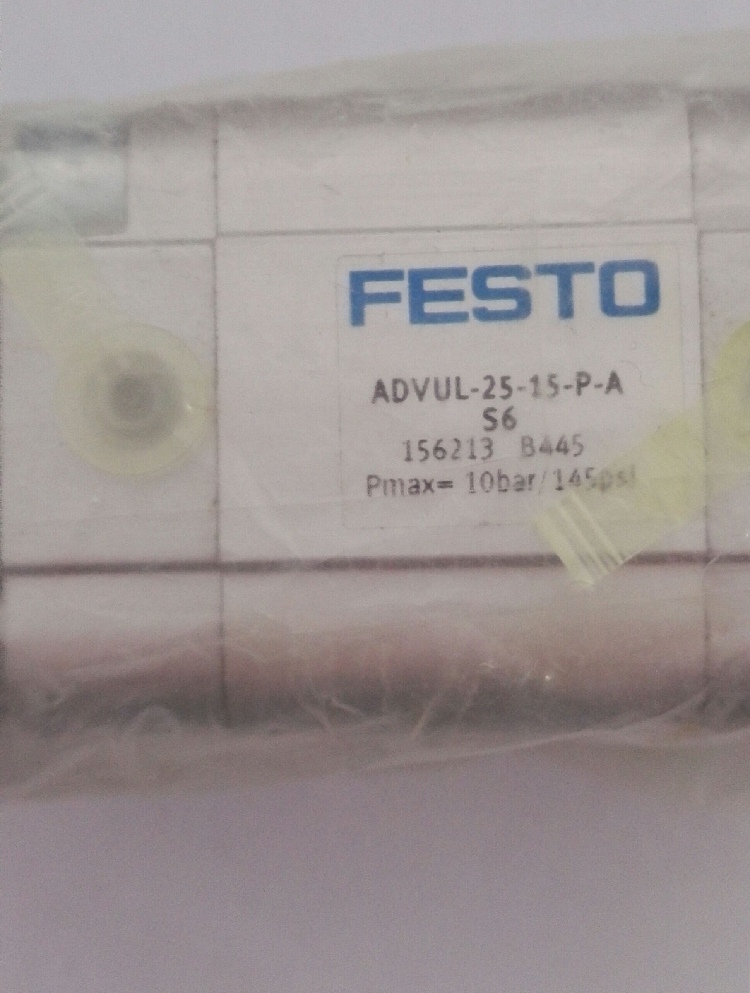 FESTO
ADVUL-25-15-P-A
S6
156213 B445
Pmax= 10bar/145psi